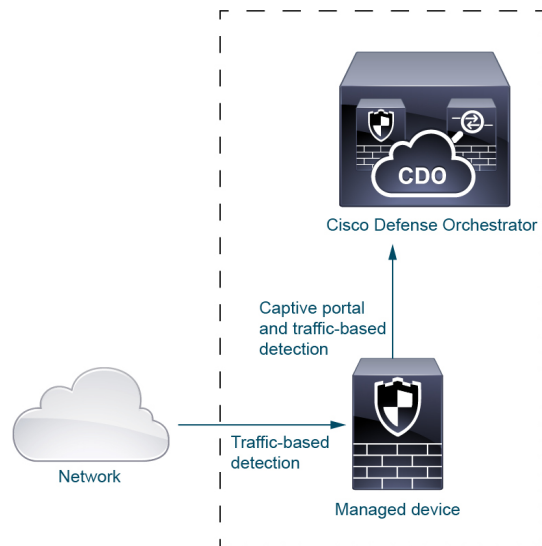 CDO
Cisco Defense Orchestrator
Captive portal
and traffic-based
detection
Traffic-based
detection
Network
Managed device